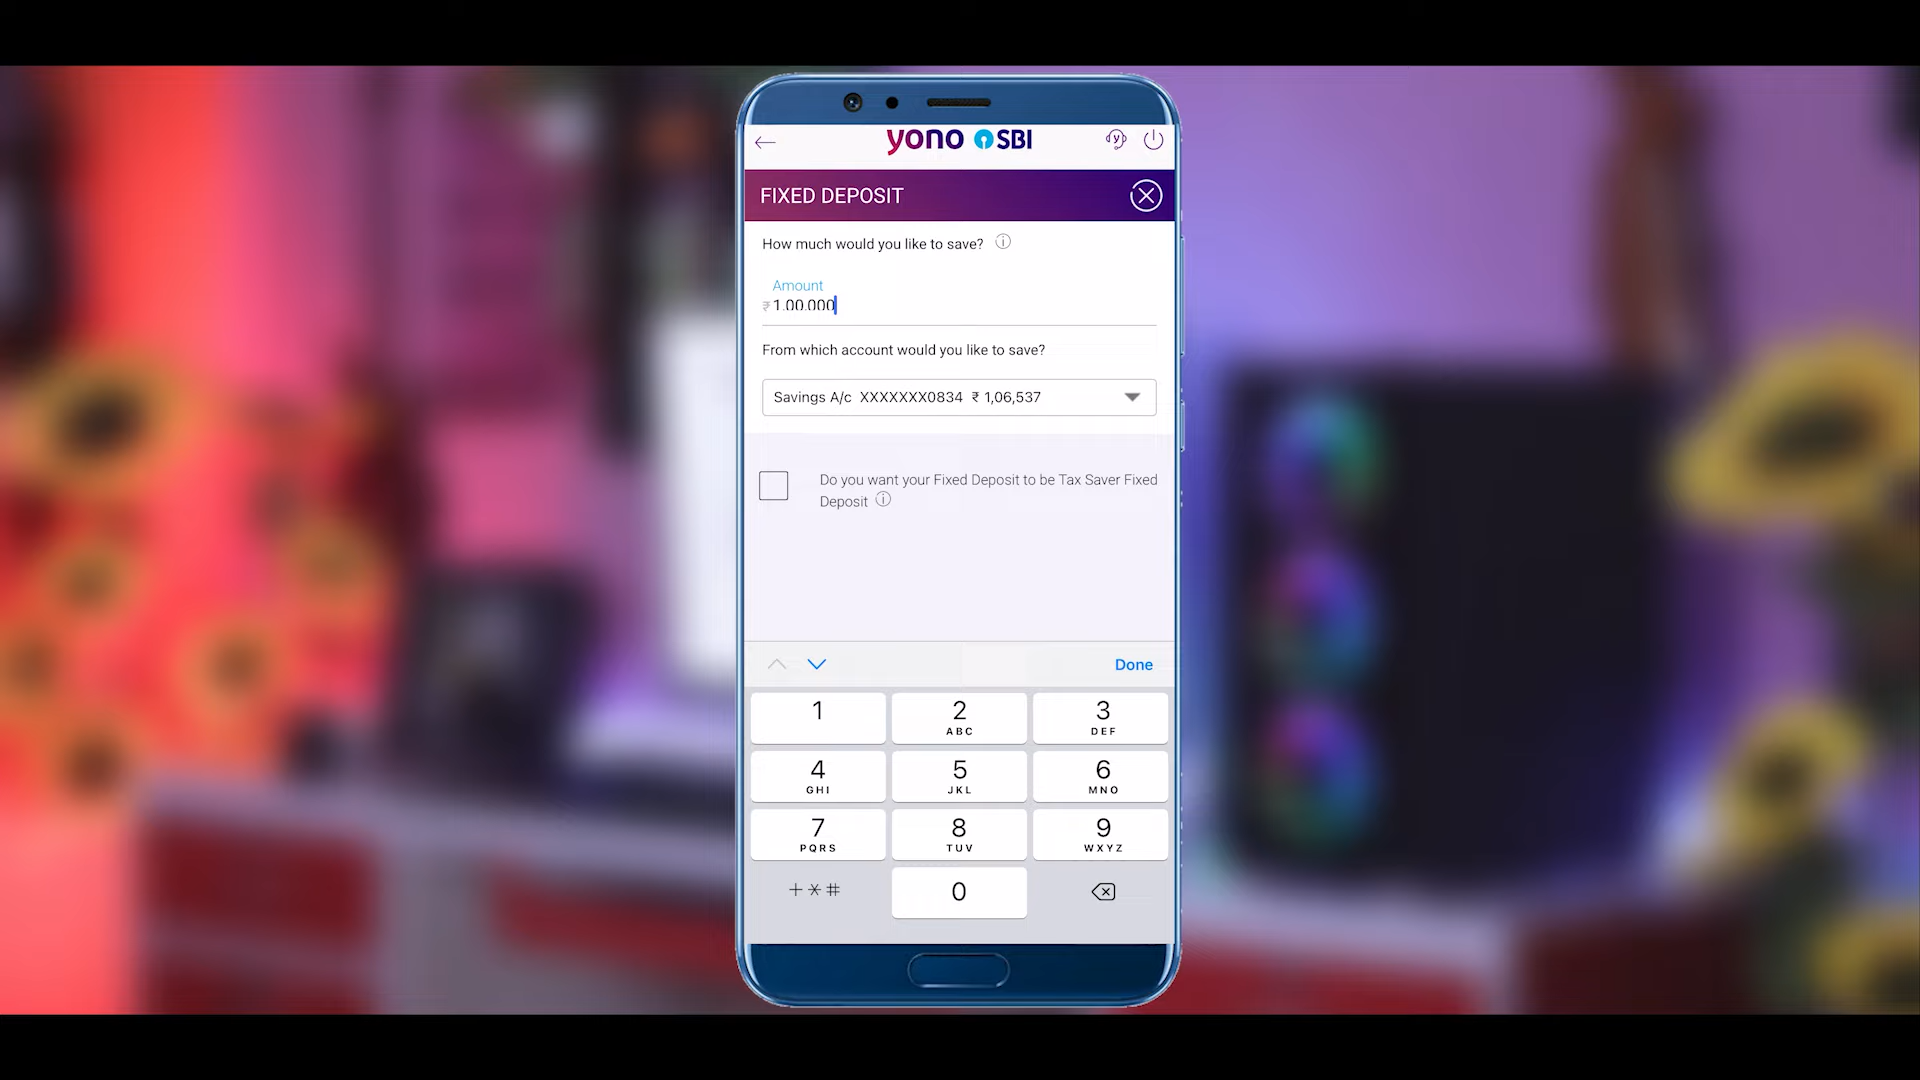 yono SBI
FIXED DEPOSIT
How much would you like to save?
Amount
₹ 1,00,000
From which account would you like to save?
Savings A/c XXXXXXX0834 ₹ 1,06,537
Do you want your Fixed Deposit to be Tax Saver Fixed
Deposit
Done
1 2 3
ABC DEF
4 5 6
GHI JKL MNO
7 8 9
PQRS TUV WXYZ
+*# 0